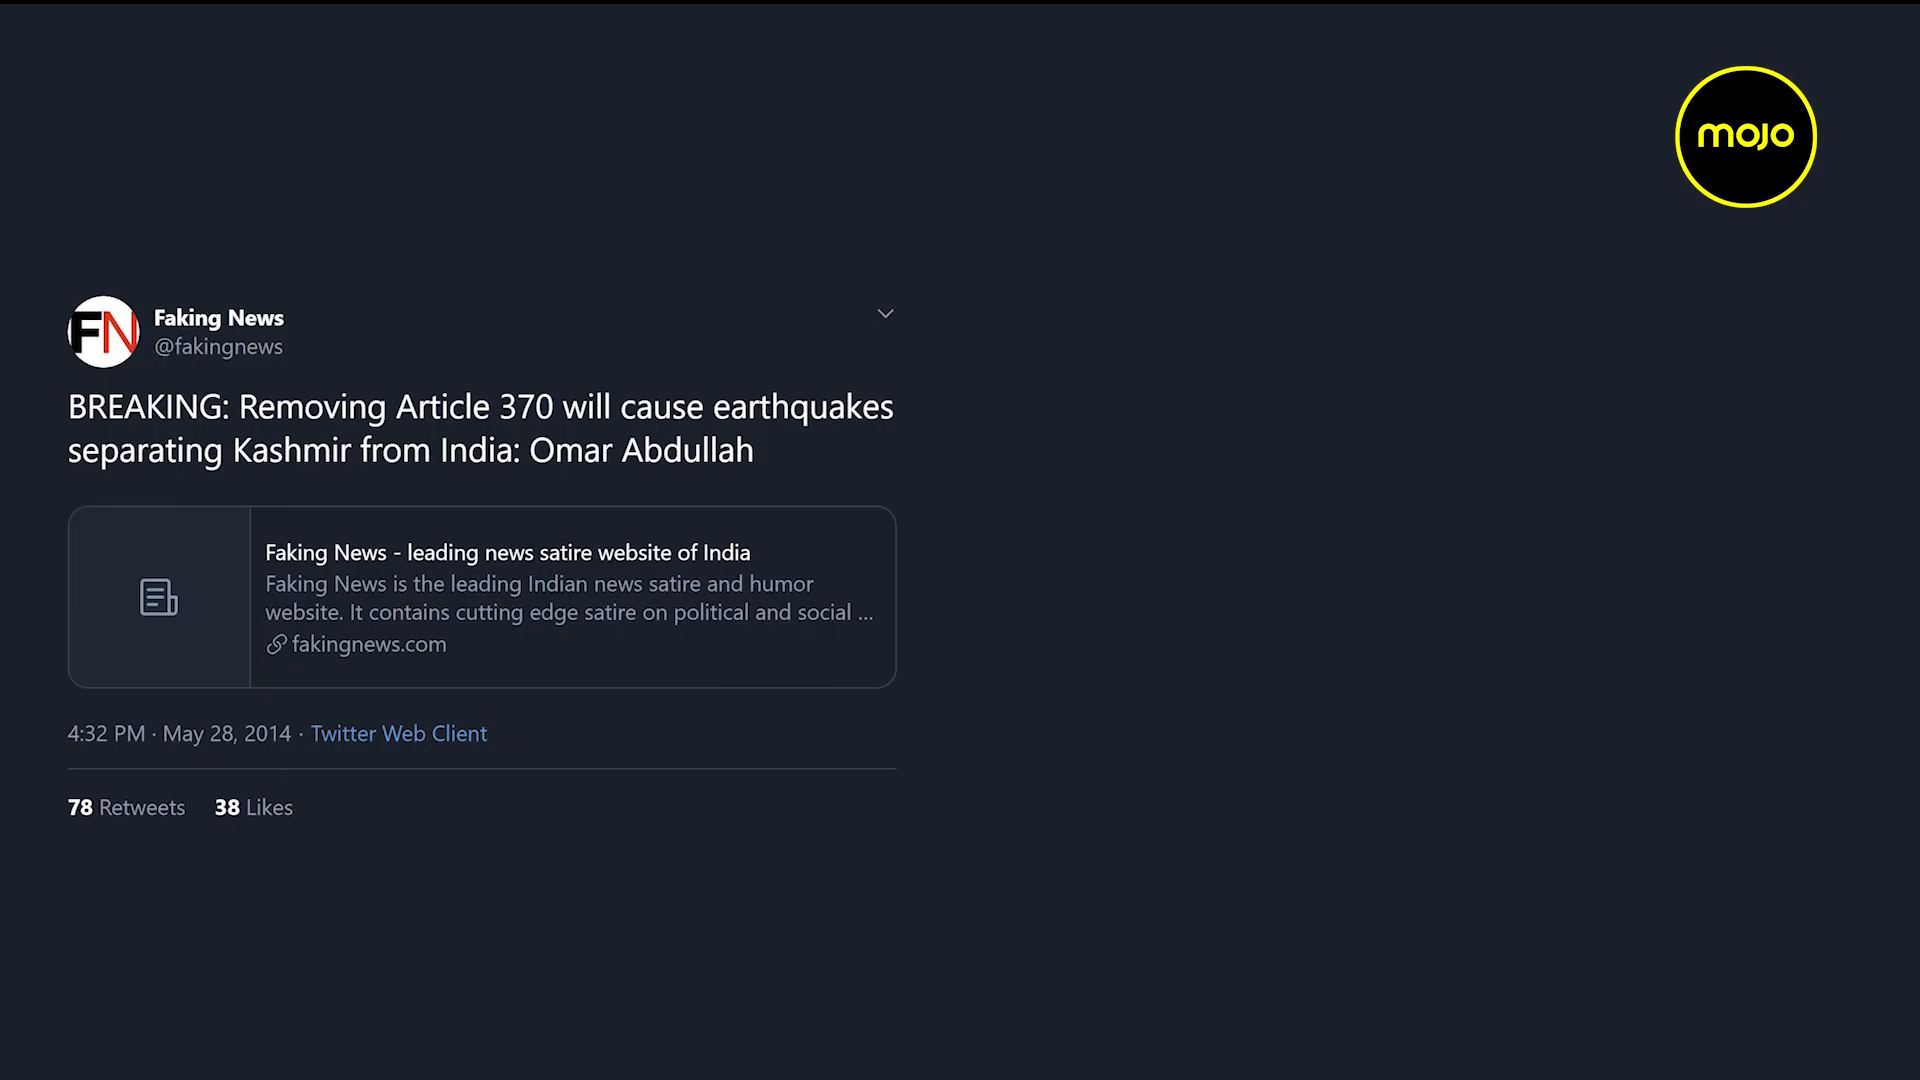 mojo
FN
Faking News
@fakingnews
BREAKING: Removing Article 370 will cause earthquakes
separating Kashmir from India: Omar Abdullah
Faking News - leading news satire website of India
Faking News is the leading Indian news satire and humor
website. It contains cutting edge satire on political and social ...
fakingnews.com
4:32 PM · May 28, 2014 · Twitter Web Client
78 Retweets 38 Likes